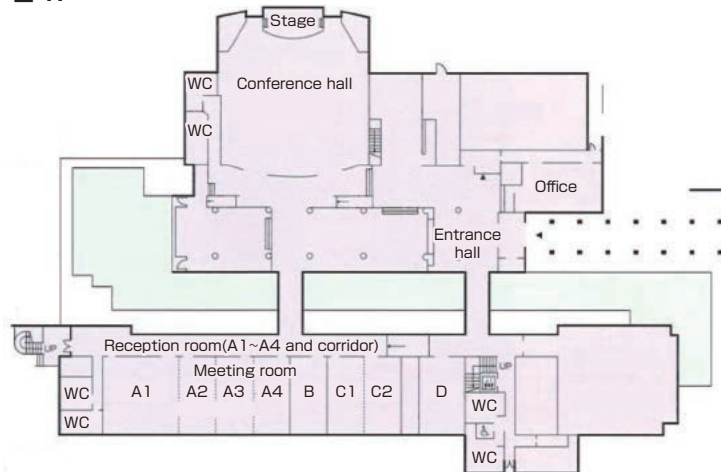 Stage
WC
Conference hall
WC
Office
Entrance
hall
Reception room(A1~A4 and corridor)
UP
Meeting room
UP
WC
A1
A2
A3
A4
B
C1
C2
D
WC
WC
WC